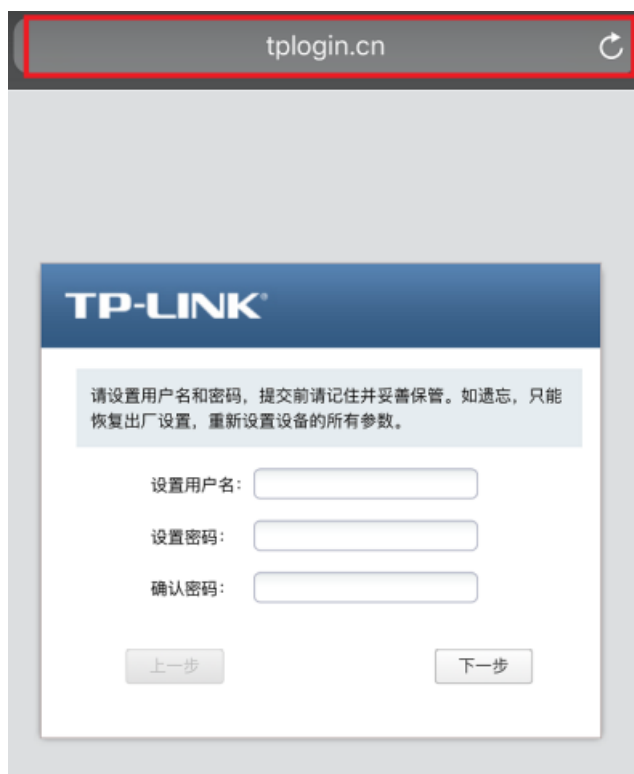 tplogin.cn
TP-LINK®
请设置用户名和密码，提交前请记住并妥善保管。如遗忘，只能
恢复出厂设置，重新设置设备的所有参数。
设置用户名：
设置密码：
确认密码：
上一步 下一步